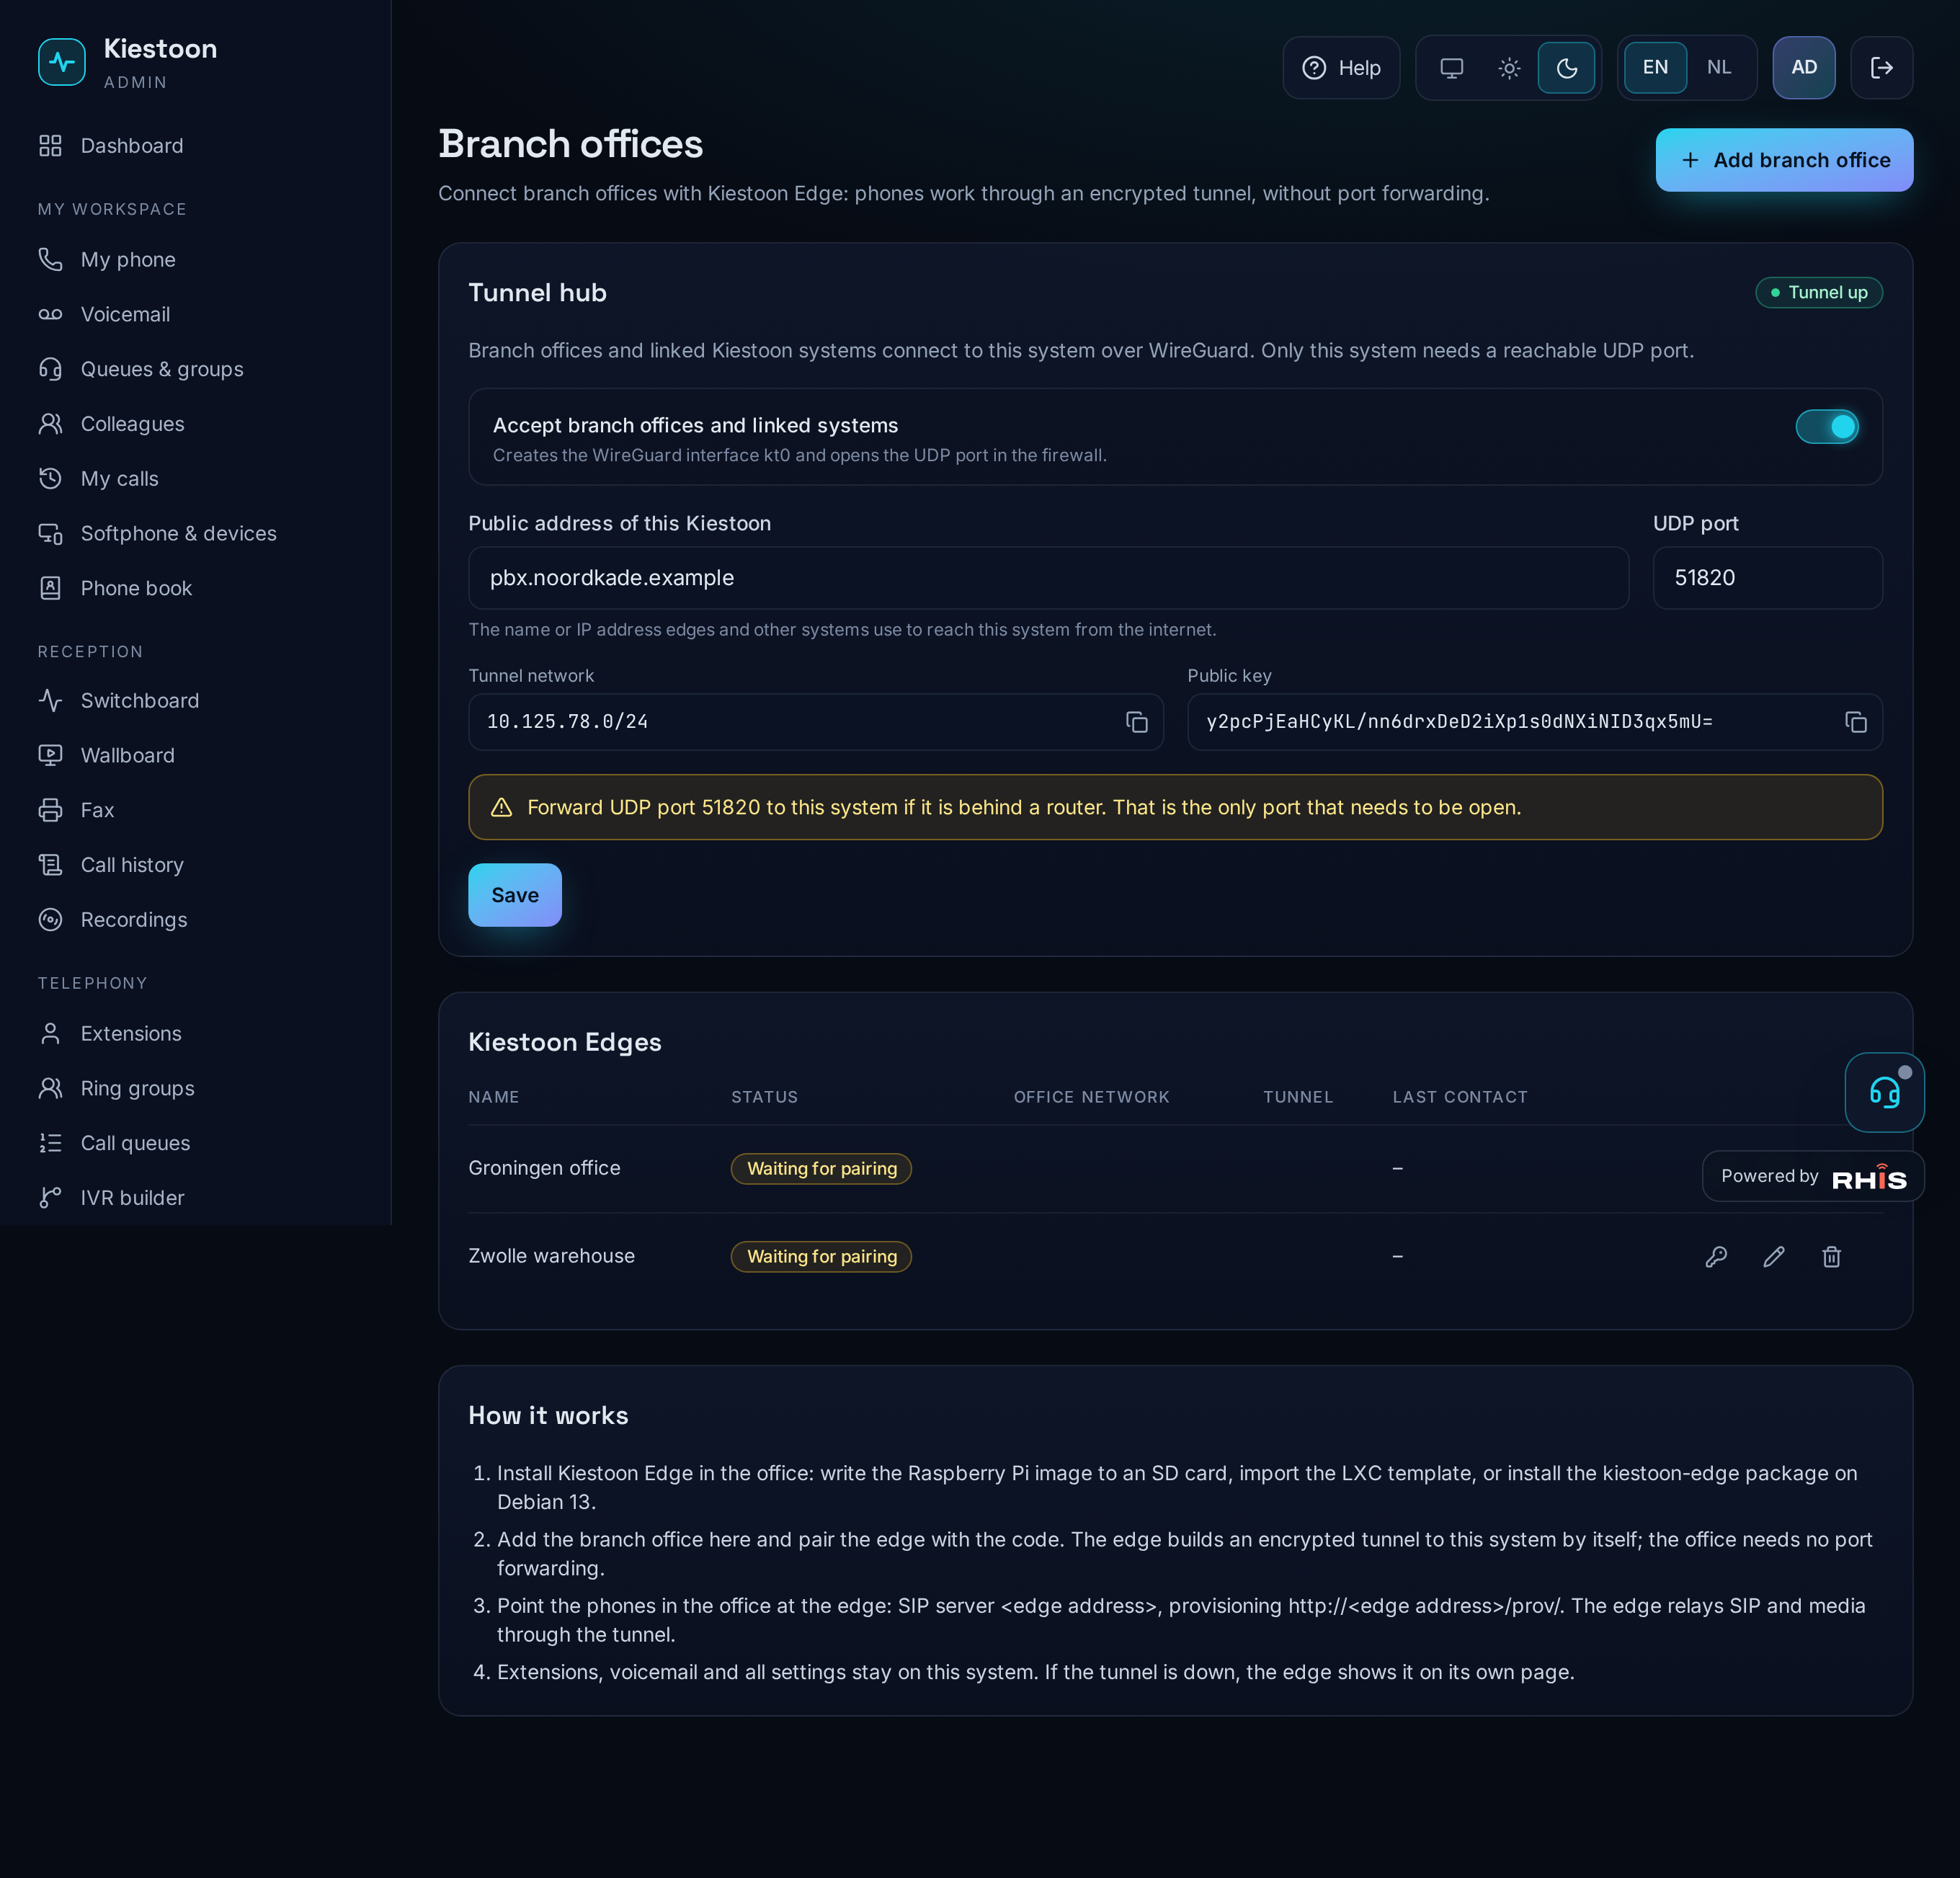 Kiestoon
ADMIN
Dashboard
MY WORKSPACE
My phone
Voicemail
Queues & groups
Colleagues
My calls
Softphone & devices
Phone book
RECEPTION
Switchboard
Wallboard
Fax
Call history
Recordings
TELEPHONY
Extensions
Ring groups
Call queues
IVR builder
Help
EN
NL
AD
Branch offices
Connect branch offices with Kiestoon Edge: phones work through an encrypted tunnel, without port forwarding.
Add branch office
Tunnel hub
Tunnel up
Branch offices and linked Kiestoon systems connect to this system over WireGuard. Only this system needs a reachable UDP port.
Accept branch offices and linked systems
Creates the WireGuard interface kt0 and opens the UDP port in the firewall.
Public address of this Kiestoon
UDP port
pbx.noordkade.example
51820
The name or IP address edges and other systems use to reach this system from the internet.
Tunnel network
Public key
10.125.78.0/24
y2pcPjEaHCyKL/nn6drxDeD2iXp1s0dNXiNID3qx5mU=
Forward UDP port 51820 to this system if it is behind a router. That is the only port that needs to be open.
Save
Kiestoon Edges
NAME STATUS OFFICE NETWORK TUNNEL LAST CONTACT
Groningen office Waiting for pairing –
Powered by RHIS
Zwolle warehouse Waiting for pairing –
How it works
1. Install Kiestoon Edge in the office: write the Raspberry Pi image to an SD card, import the LXC template, or install the kiestoon-edge package on
Debian 13.
2. Add the branch office here and pair the edge with the code. The edge builds an encrypted tunnel to this system by itself; the office needs no port
forwarding.
3. Point the phones in the office at the edge: SIP server <edge address>, provisioning http://<edge address>/prov/. The edge relays SIP and media
through the tunnel.
4. Extensions, voicemail and all settings stay on this system. If the tunnel is down, the edge shows it on its own page.